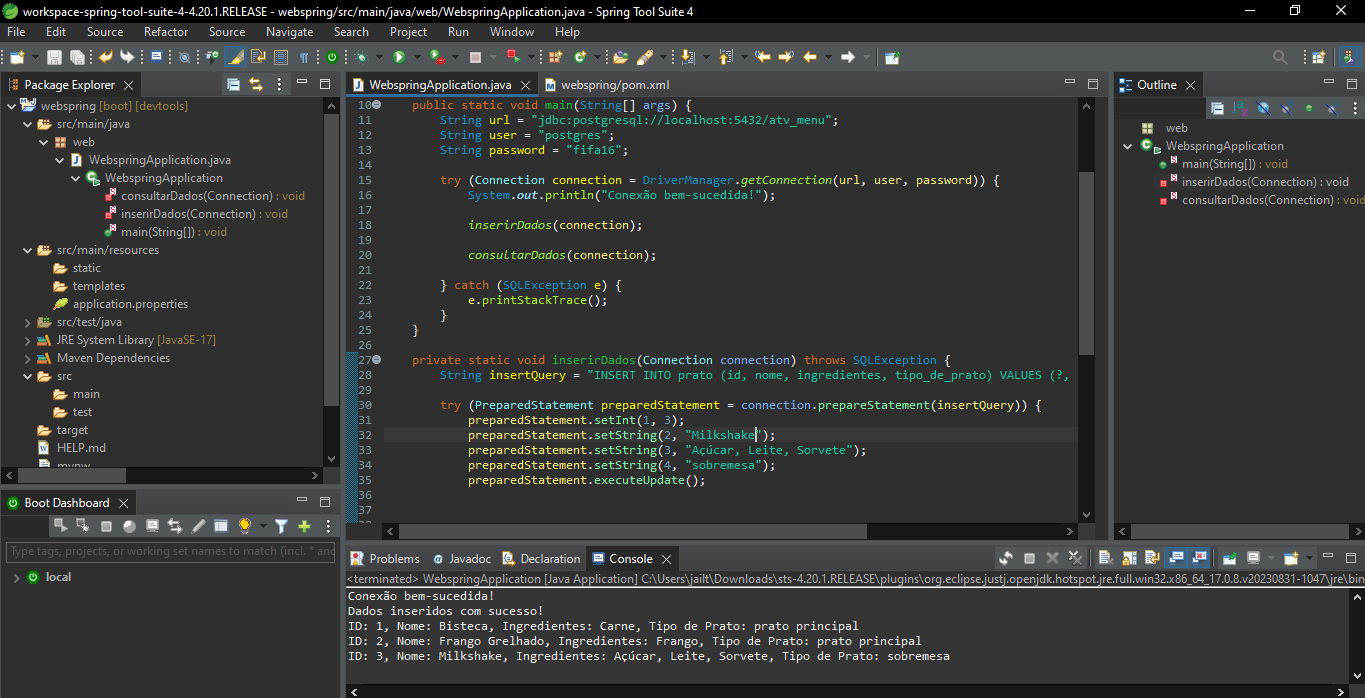 workspace-spring-tool-suite-4-4.20.1.RELEASE - webspring/src/main/java/web/WebspringApplication.java - Spring Tool Suite 4
File Edit Source Refactor Source Navigate Search Project Run Window Help
Package Explorer
webspring [boot] [devtools]
src/main/java
web
WebspringApplication.java
WebspringApplication
consultarDados(Connection) : void
inserirDados(Connection) : void
main(String[]) : void
src/main/resources
static
templates
application.properties
src/test/java
JRE System Library [JavaSE-17]
Maven Dependencies
src
main
test
target
HELP.md
mvnw
Boot Dashboard
Type tags, projects, or working set names to match (incl. * and
local
WebspringApplication.java
webspring/pom.xml
10 public static void main(String[] args) {
11 String url = "jdbc:postgresql://localhost:5432/atv_menu";
12 String user = "postgres";
13 String password = "fifa16";
14
15 try (Connection connection = DriverManager.getConnection(url, user, password)) {
16 System.out.println("Conexão bem-sucedida!");
17
18 inserirDados(connection);
19
20 consultarDados(connection);
21
22 } catch (SQLException e) {
23 e.printStackTrace();
24 }
25 }
26
27 private static void inserirDados(Connection connection) throws SQLException {
28 String insertQuery = "INSERT INTO prato (id, nome, ingredientes, tipo_de_prato) VALUES (?,
29
30 try (PreparedStatement preparedStatement = connection.prepareStatement(insertQuery)) {
31 preparedStatement.setInt(1, 3);
32 preparedStatement.setString(2, "Milkshake");
33 preparedStatement.setString(3, "Açúcar, Leite, Sorvete");
34 preparedStatement.setString(4, "sobremesa");
35 preparedStatement.executeUpdate();
36
37
Outline
web
WebspringApplication
main(String[]) : void
inserirDados(Connection) : void
consultarDados(Connection) : void
Problems
Javadoc
Declaration
Console
<terminated> WebspringApplication [Java Application] C:\Users\jailt\Downloads\sts-4.20.1.RELEASE\plugins\org.eclipse.justj.openjdk.hotspot.jre.full.win32.x86_64_17.0.8.v20230831-1047\jre\bin
Conexão bem-sucedida!
Dados inseridos com sucesso!
ID: 1, Nome: Bisteca, Ingredientes: Carne, Tipo de Prato: prato principal
ID: 2, Nome: Frango Grelhado, Ingredientes: Frango, Tipo de Prato: prato principal
ID: 3, Nome: Milkshake, Ingredientes: Açúcar, Leite, Sorvete, Tipo de Prato: sobremesa